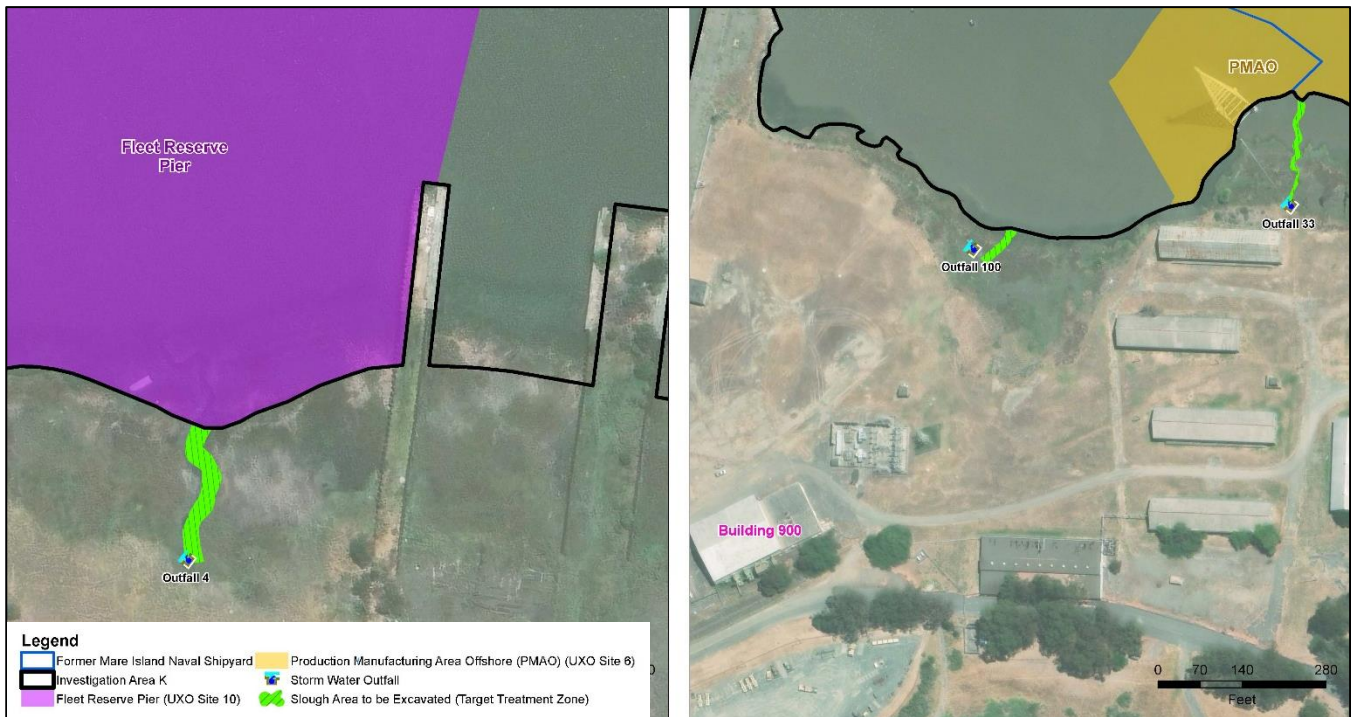 Fleet Reserve
Pier
Outfall 4
Legend
Former Mare Island Naval Shipyard
Investigation Area K
Fleet Reserve Pier (UXO Site 10)
Production Manufacturing Area Offshore (PMAO) (UXO Site 6)
Storm Water Outfall
Slough Area to be Excavated (Target Treatment Zone)
PMAO
Outfall 33
Outfall 100
Building 900
0 70 140 280
Feet